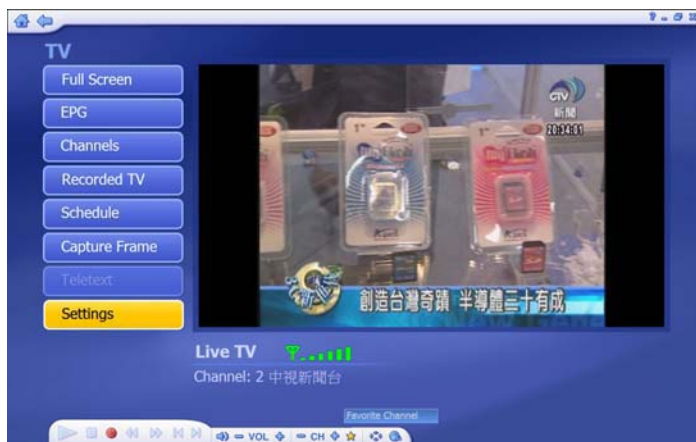 TV
Full Screen
EPG
Channels
Recorded TV
Schedule
Capture Frame
Teletext
Settings
CTV
新聞
20:34:01
1"
1"
創造台灣奇蹟 半導體三十有成
Live TV
Channel: 2 中視新聞台
Favorite Channel
VOL
CH